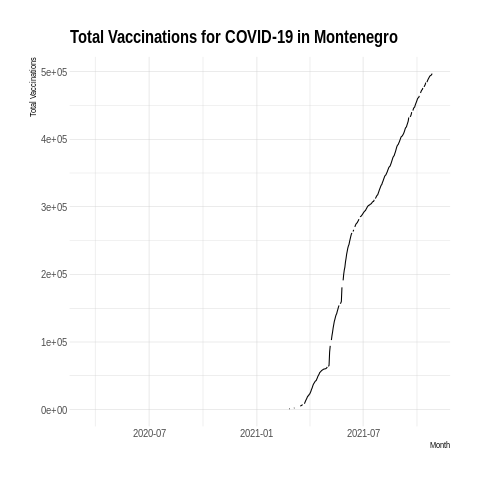 Total Vaccinations for COVID-19 in Montenegro
Total Vaccinations
5e+05
4e+05
3e+05
2e+05
1e+05
0e+00
2020-07
2021-01
2021-07
Month